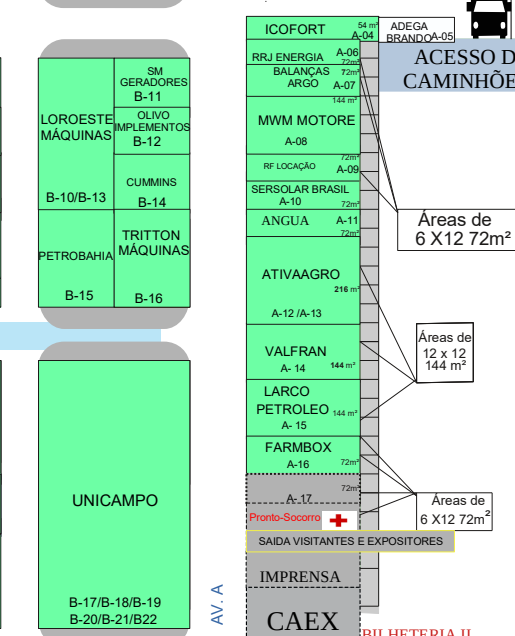 LOROESTE
MÁQUINAS
B-10/B-13
SM
GERADORES
B-11
OLIVO
IMPLEMENTOS
B-12
CUMMINS
B-14
PETROBAHIA
B-15
TRITTON
MÁQUINAS
B-16
UNICAMPO
B-17/B-18/B-19
B-20/B-21/B22
AV. A
ICOFORT
54 m²
A-04
ADEGA
BRANDO
A-05
RRJ ENERGIA
A-06
72m²
BALANÇAS
ARGO
72m²
A-07
144 m²
MWM MOTORE
A-08
72m²
RF LOCAÇÃO
A-09
SERSOLAR BRASIL
A-10
72m²
ANGUA
A-11
72m²
ATIVAAGRO
216 m²
A-12 /A-13
VALFRAN
A- 14
144 m²
LARCO
PETROLEO
144 m²
A- 15
FARMBOX
A-16
72m²
72m²
A- 17
Pronto-Socorro
SAIDA VISITANTES E EXPOSITORES
IMPRENSA
CAEX
ACESSO D
CAMINHÕE
Áreas de
6 X12 72m²
Áreas de
12 x 12
144 m²
Áreas de
6 X12 72m²
BILHETERIA II